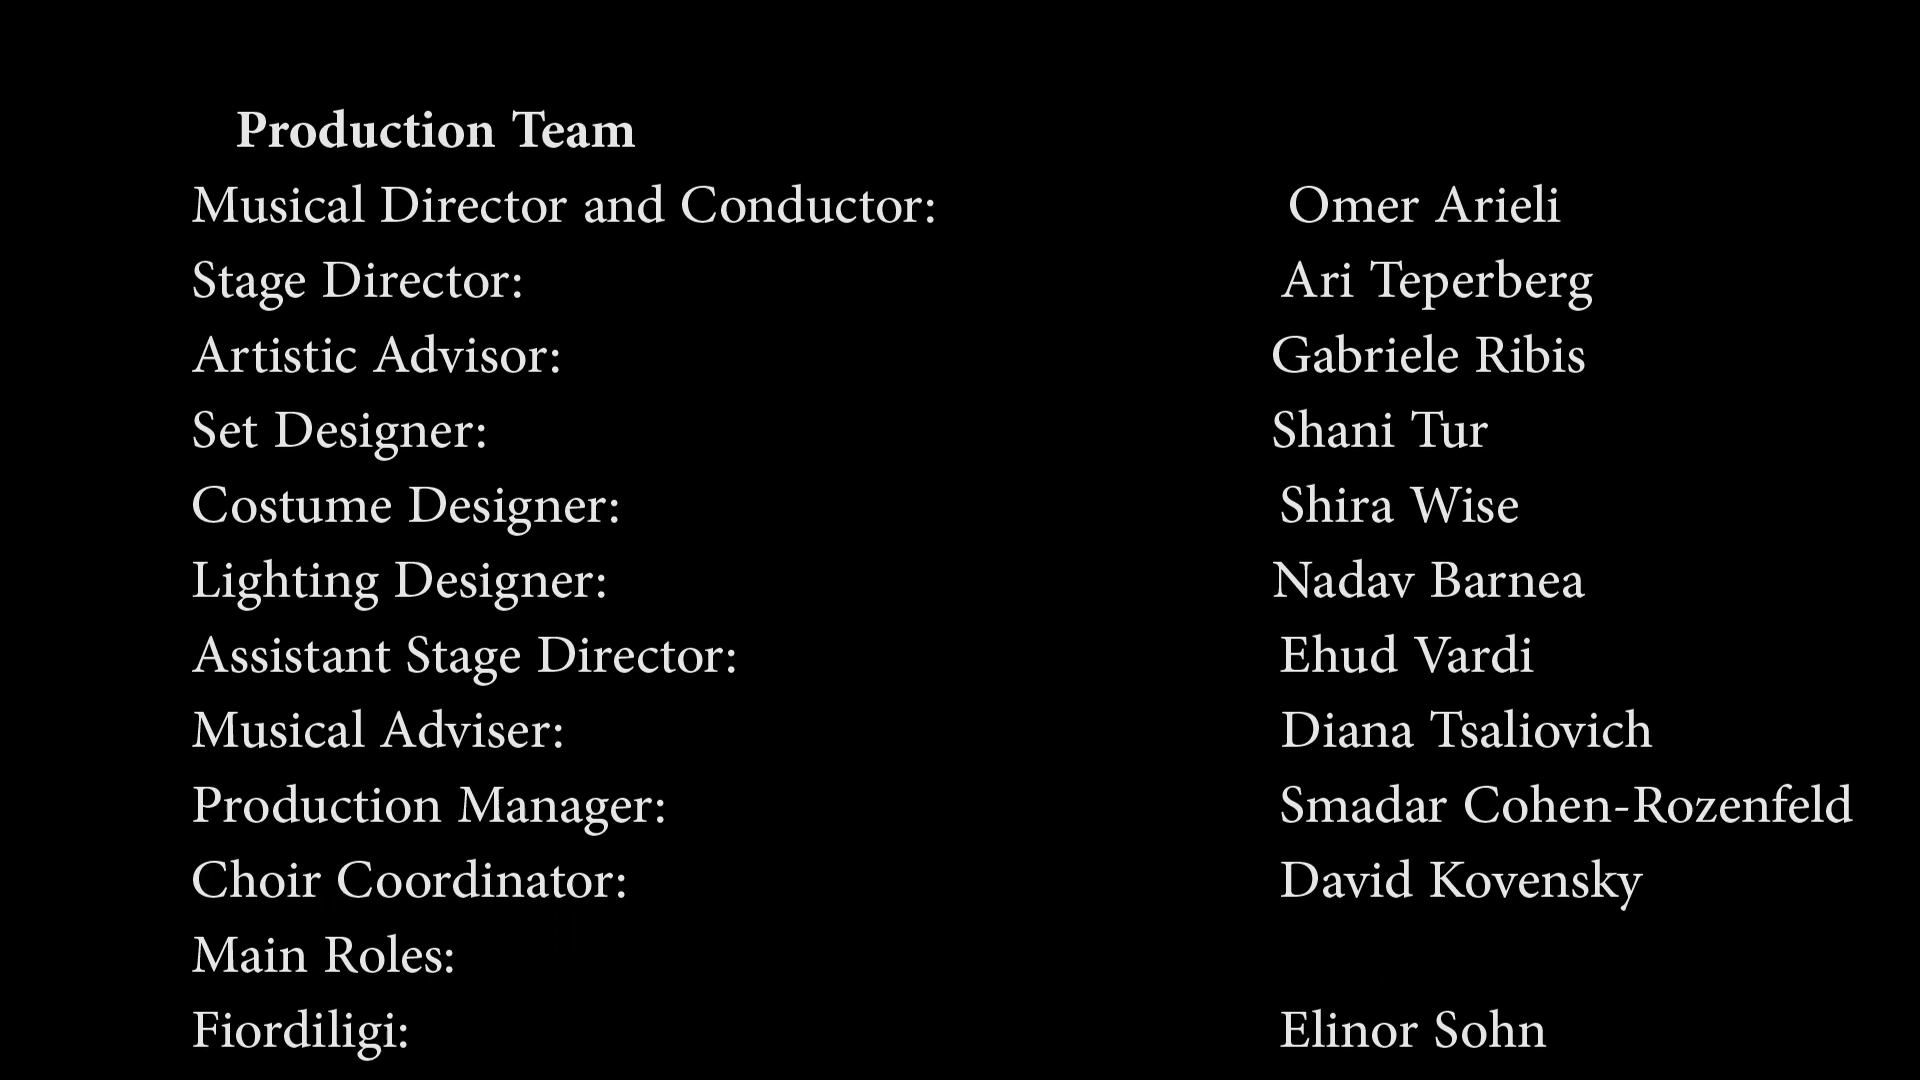 Production Team
Musical Director and Conductor: Omer Arieli
Stage Director: Ari Teperberg
Artistic Advisor: Gabriele Ribis
Set Designer: Shani Tur
Costume Designer: Shira Wise
Lighting Designer: Nadav Barnea
Assistant Stage Director: Ehud Vardi
Musical Adviser: Diana Tsaliovich
Production Manager: Smadar Cohen-Rozenfeld
Choir Coordinator: David Kovensky
Main Roles:
Fiordiligi: Elinor Sohn